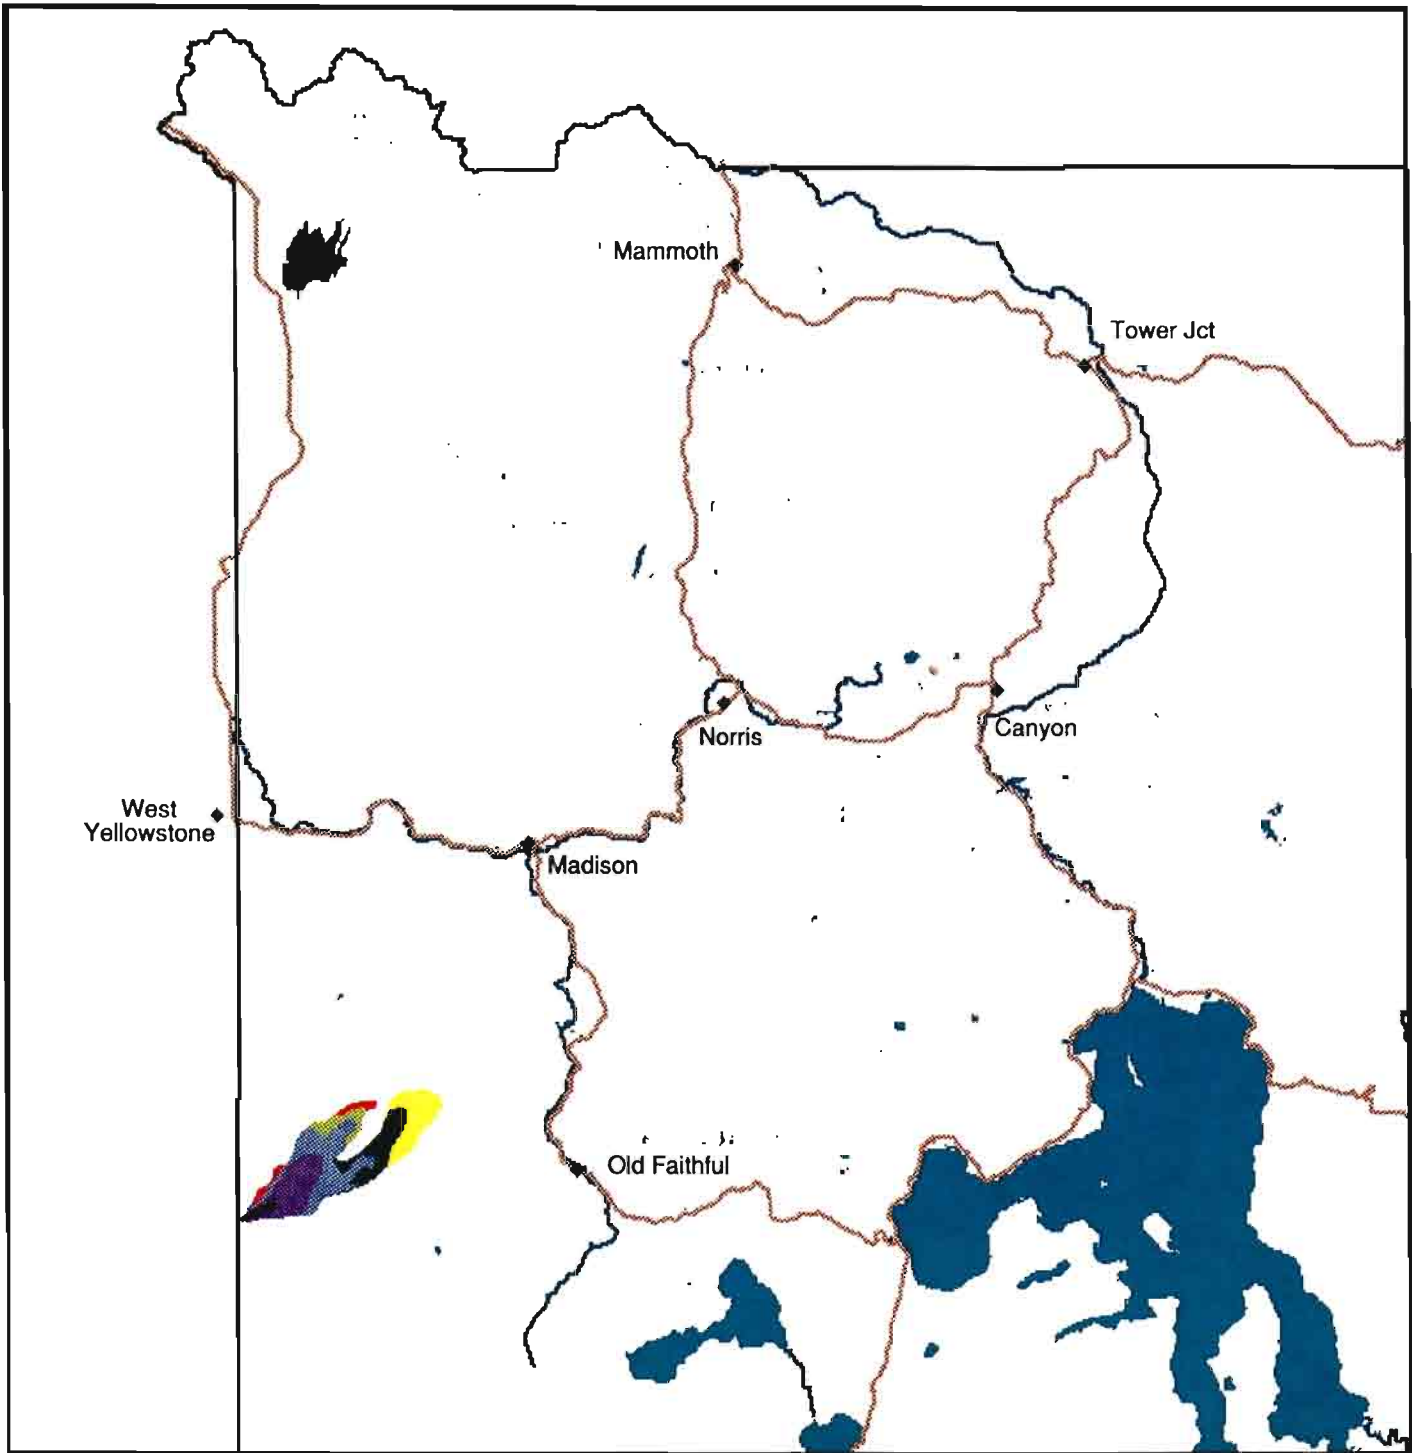 Mammoth
Tower Jct
Norris
Canyon
West
Yellowstone
Madison
Old Faithful